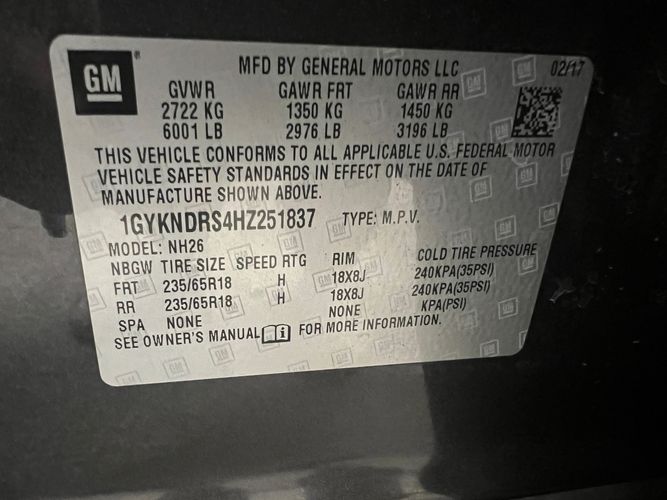 GM
MFD BY GENERAL MOTORS LLC 02/17
GVWR GAWR FRT GAWR RR
2722 KG 1350 KG 1450 KG
6001 LB 2976 LB 3196 LB
THIS VEHICLE CONFORMS TO ALL APPLICABLE U.S. FEDERAL MOTOR
VEHICLE SAFETY STANDARDS IN EFFECT ON THE DATE OF
MANUFACTURE SHOWN ABOVE.
1GYKNDRS4HZ251837 TYPE: M.P.V.
MODEL: NH26
NBGW TIRE SIZE SPEED RTG RIM COLD TIRE PRESSURE
FRT 235/65R18 H 18X8J 240KPA(35PSI)
RR 235/65R18 H 18X8J 240KPA(35PSI)
SPA NONE NONE KPA(PSI)
SEE OWNER'S MANUAL FOR MORE INFORMATION.